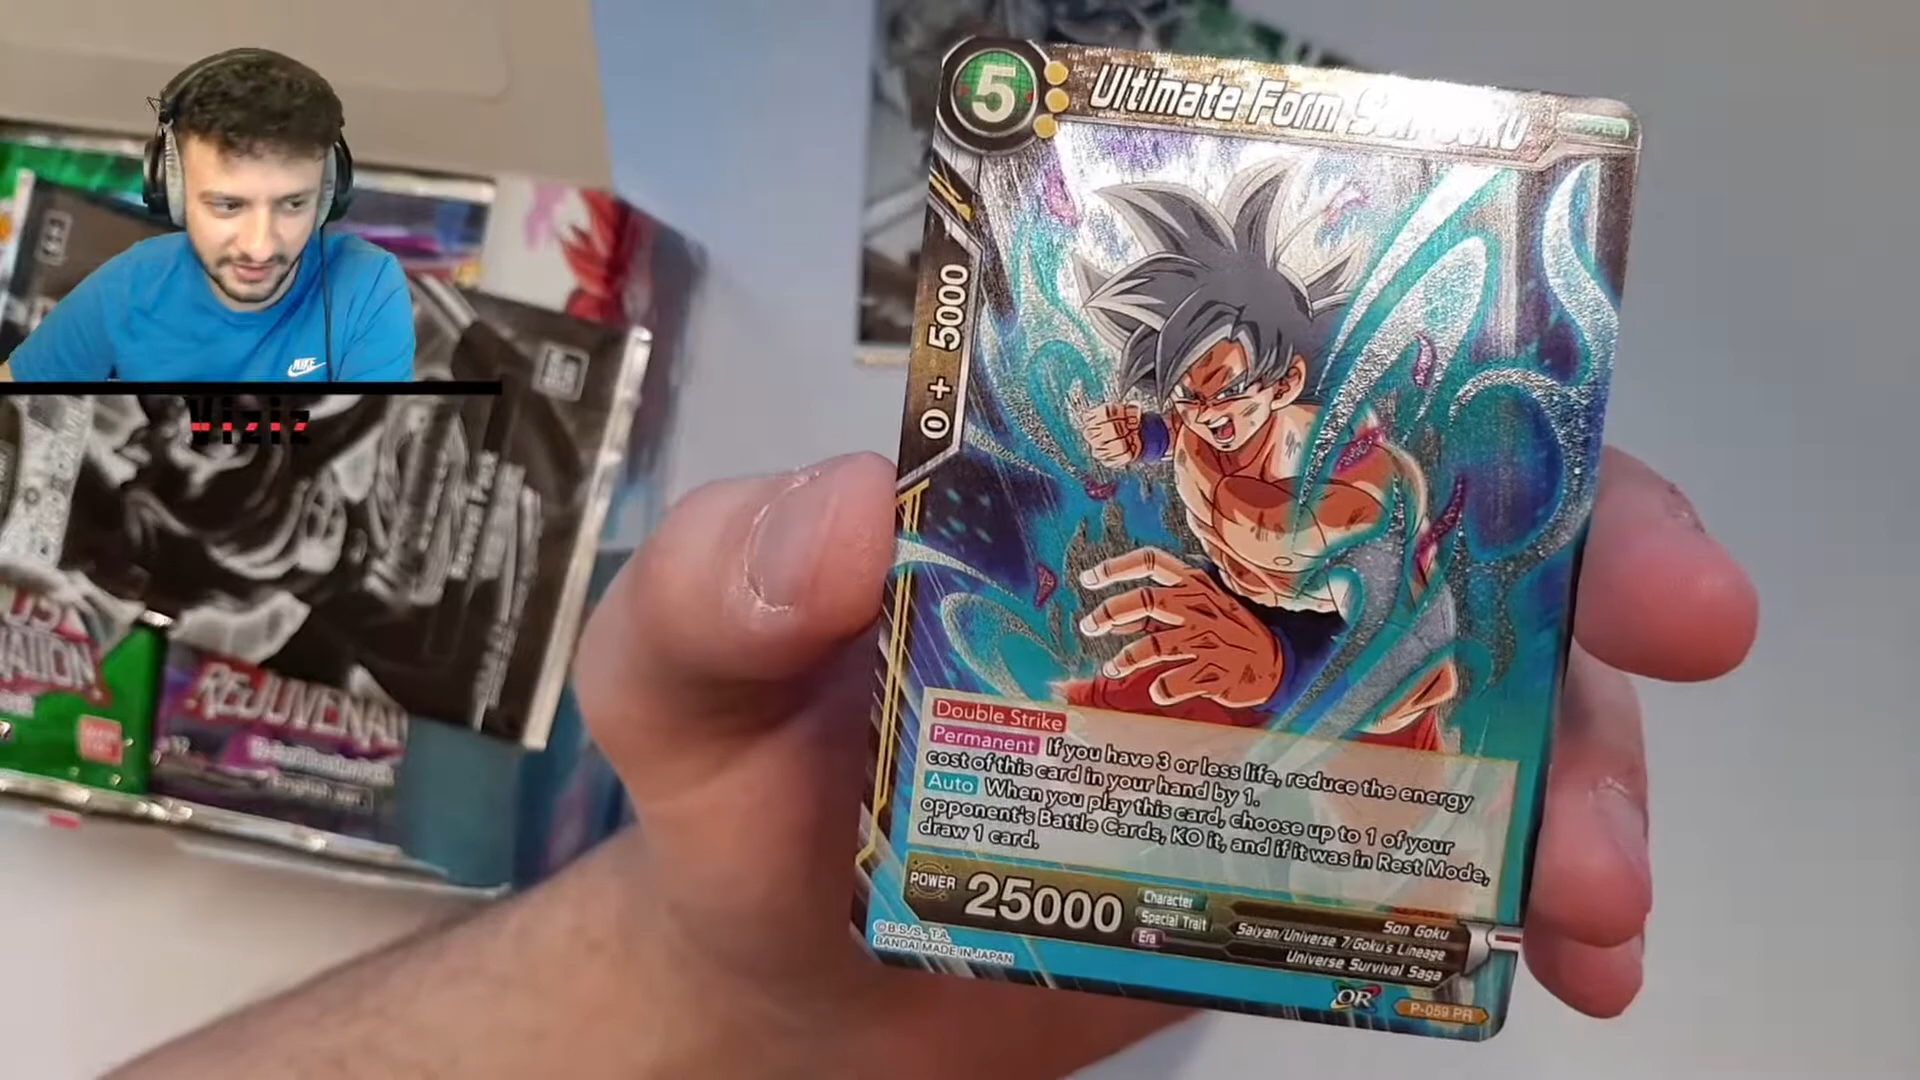 5
Ultimate Form
0 + 5000
Double Strike
Permanent If you have 3 or less life, reduce the energy
cost of this card in your hand by 1.
Auto When you play this card, choose up to 1 of your
opponent's Battle Cards, KO it, and if it was in Rest Mode,
draw 1 card.
POWER
25000
Character
Son Goku
Special Trait
Saiyan/Universe 7/Goku's Lineage
Era
Universe Survival Saga
©B.S./S., T.A.
BANDAI MADE IN JAPAN
OR
P-059 PR
NIKE
Viziz
NATION
REJUVENAT